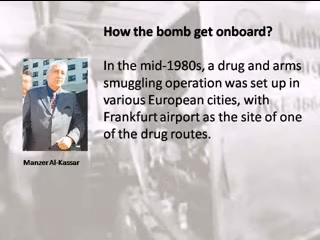 How the bomb get onboard?
In the mid-1980s, a drug and arms
smuggling operation was set up in
various European cities, with
Frankfurt airport as the site of one
of the drug routes.
Manzer Al-Kassar